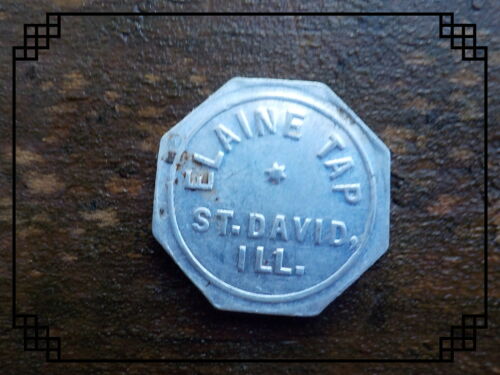 ELAINE TAP
ST. DAVID,
ILL.